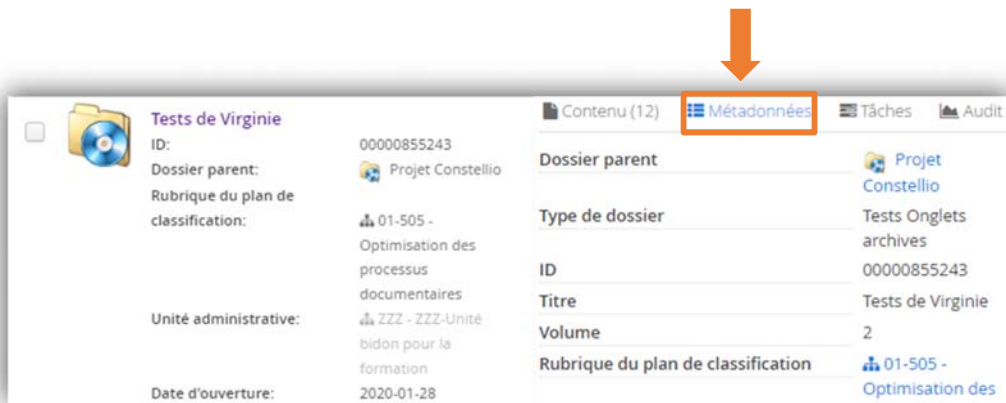 Tests de Virginie
ID: 00000855243
Dossier parent: Projet Constellio
Rubrique du plan de
classification: 01-505 -
Optimisation des
processus
documentaires
Unité administrative: ZZZ - ZZZ-Unité
bidon pour la
formation
Date d'ouverture: 2020-01-28
Contenu (12) Métadonnées Tâches Audit
Dossier parent Projet
Constellio
Type de dossier Tests Onglets
archives
ID 00000855243
Titre Tests de Virginie
Volume 2
Rubrique du plan de classification 01-505 -
Optimisation des